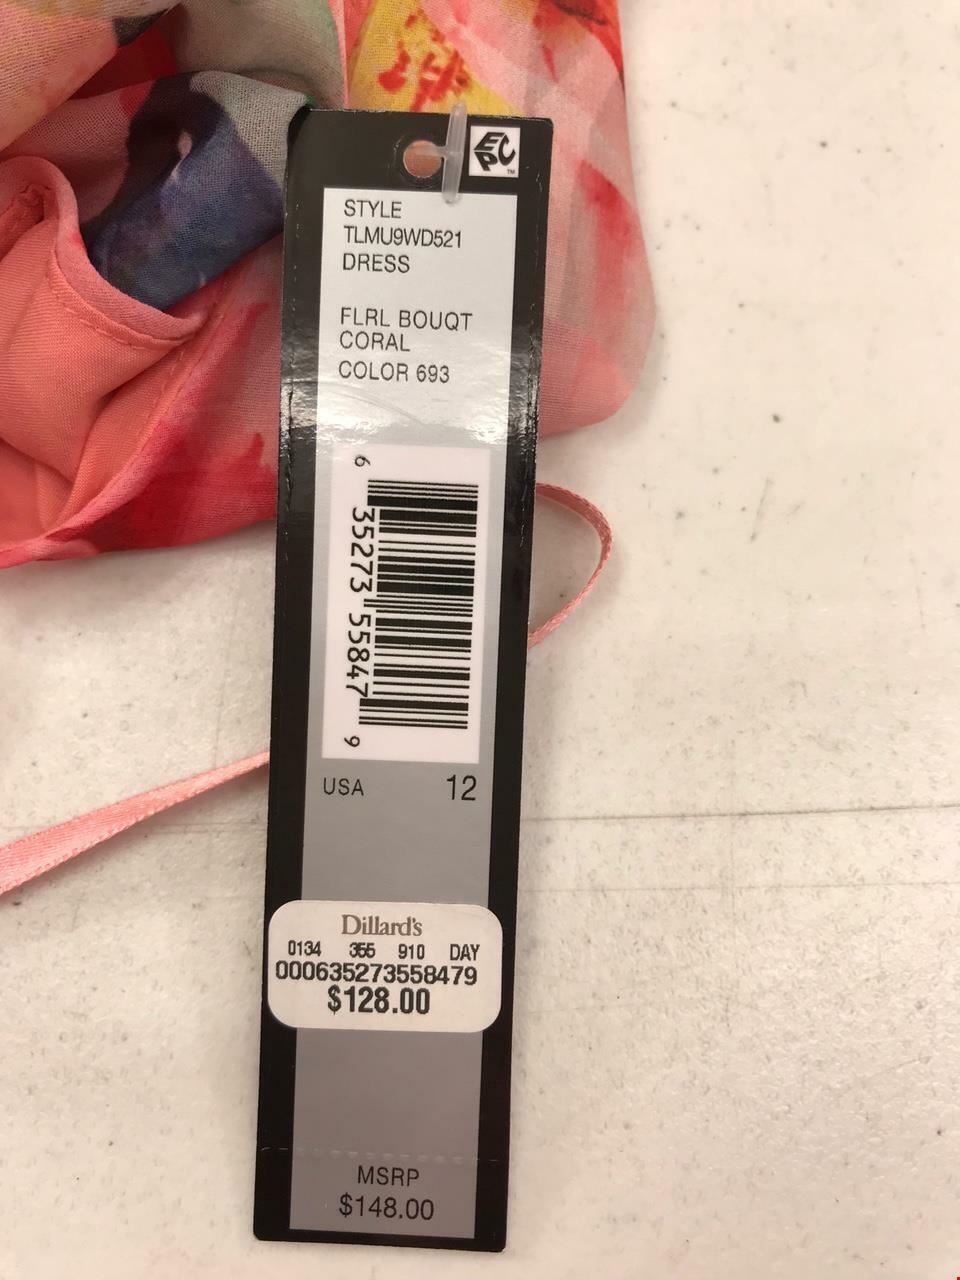 EPC
TM
STYLE
TLMU9WD521
DRESS
FLRL BOUQT
CORAL
COLOR 693
6 35273 55847 9
USA 12
Dillard's
0134 355 910 DAY
000635273558479
$128.00
MSRP
$148.00